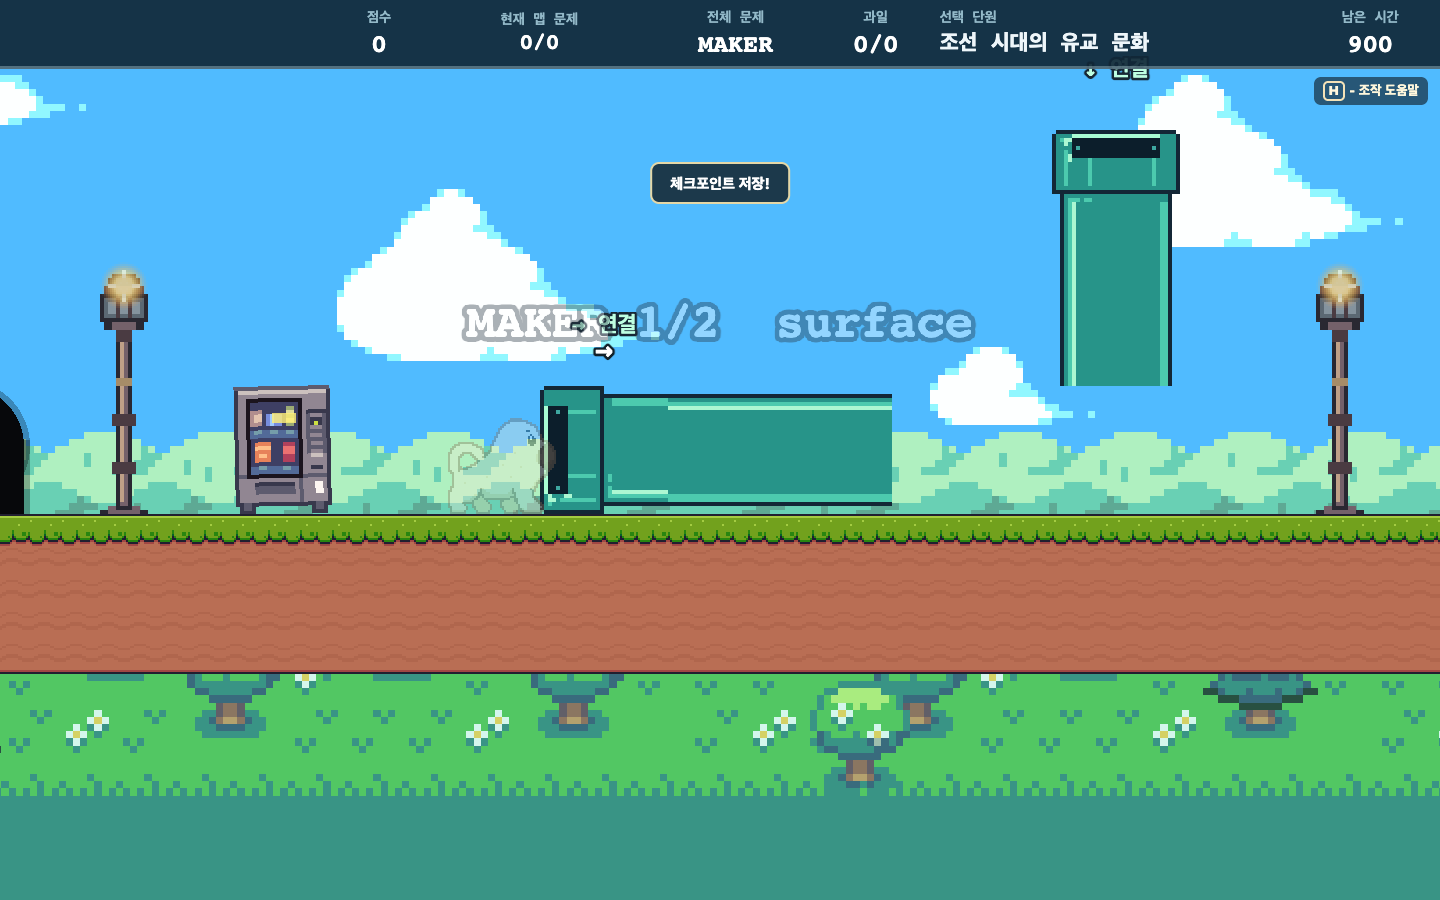 점수
0
현재 맵 문제
0/0
전체 문제
MAKER
과일
0/0
선택 단원
조선 시대의 유교 문화
남은 시간
900
↓ 연결
H - 조작 도움말
체크포인트 저장!
MAKER 1/2 surface
→ 연결
→